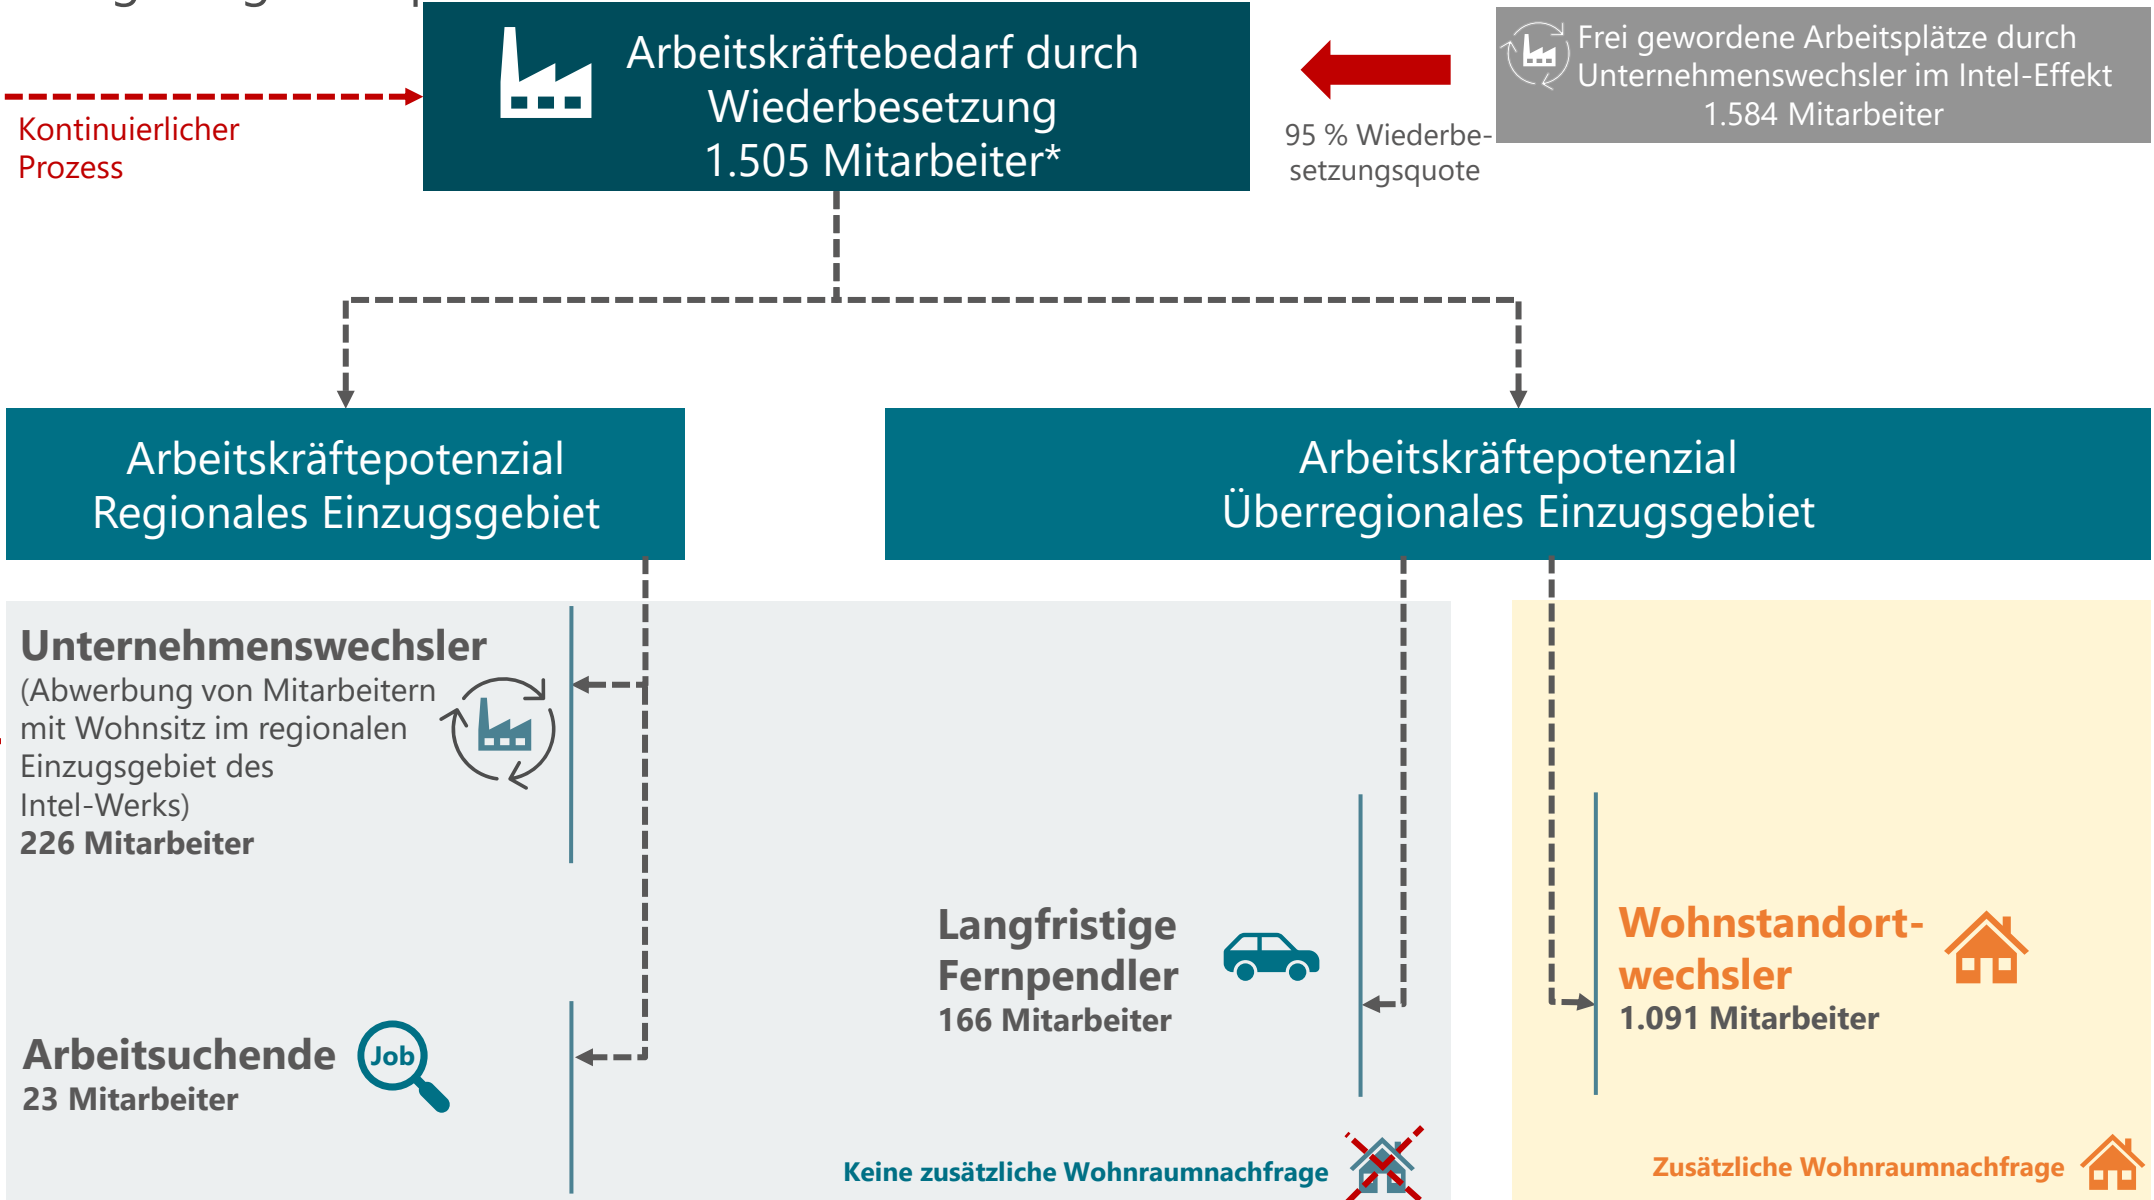 Kontinuierlicher
Prozess
Arbeitskräftebedarf durch
Wiederbesetzung
1.505 Mitarbeiter*
95 % Wiederbe-
setzungsquote
Frei gewordene Arbeitsplätze durch
Unternehmenswechsler im Intel-Effekt
1.584 Mitarbeiter
Arbeitskräftepotenzial
Regionales Einzugsgebiet
Arbeitskräftepotenzial
Überregionales Einzugsgebiet
Unternehmenswechsler
(Abwerbung von Mitarbeitern
mit Wohnsitz im regionalen
Einzugsgebiet des
Intel-Werks)
226 Mitarbeiter
Arbeitsuchende
23 Mitarbeiter
Job
Langfristige
Fernpendler
166 Mitarbeiter
Keine zusätzliche Wohnraumnachfrage
Wohnstandort-
wechsler
1.091 Mitarbeiter
Zusätzliche Wohnraumnachfrage